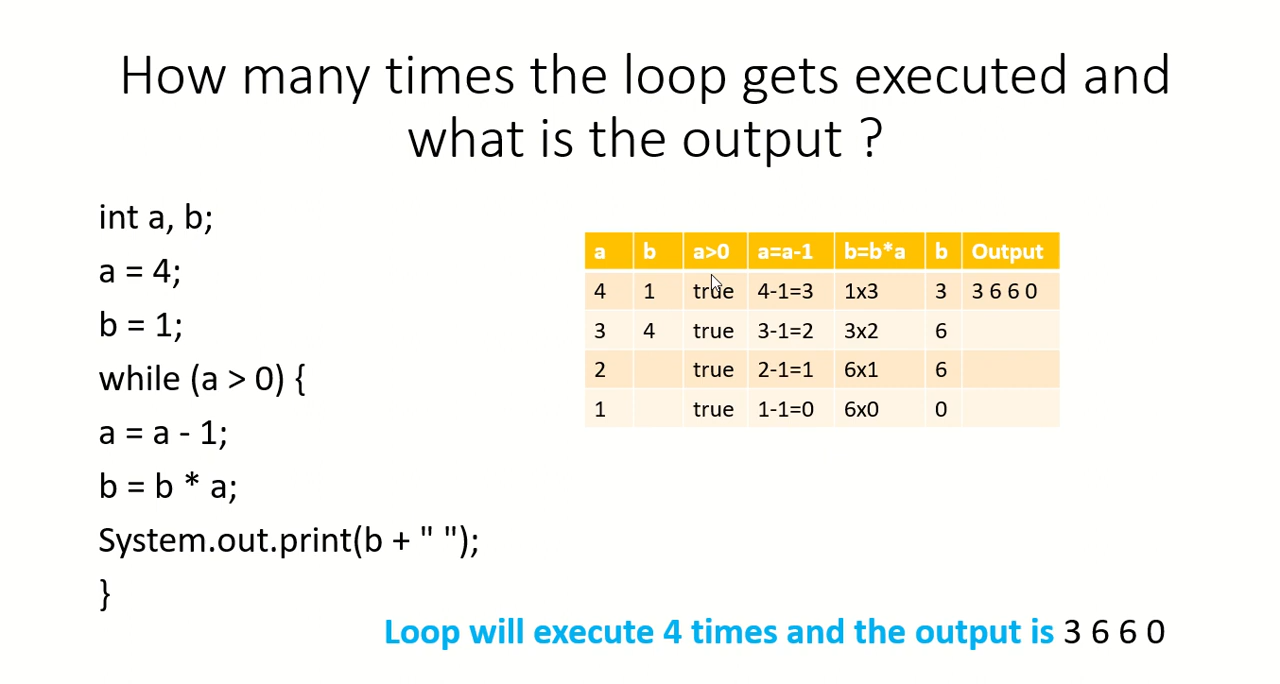 How many times the loop gets executed and
what is the output ?
int a, b;
a = 4;
b = 1;
while (a > 0) {
a = a - 1;
b = b * a;
System.out.print(b + " ");
}
a b a>0 a=a-1 b=b*a b Output
4 1 true 4-1=3 1x3 3 3 6 6 0
3 4 true 3-1=2 3x2 6
2 true 2-1=1 6x1 6
1 true 1-1=0 6x0 0
Loop will execute 4 times and the output is 3 6 6 0